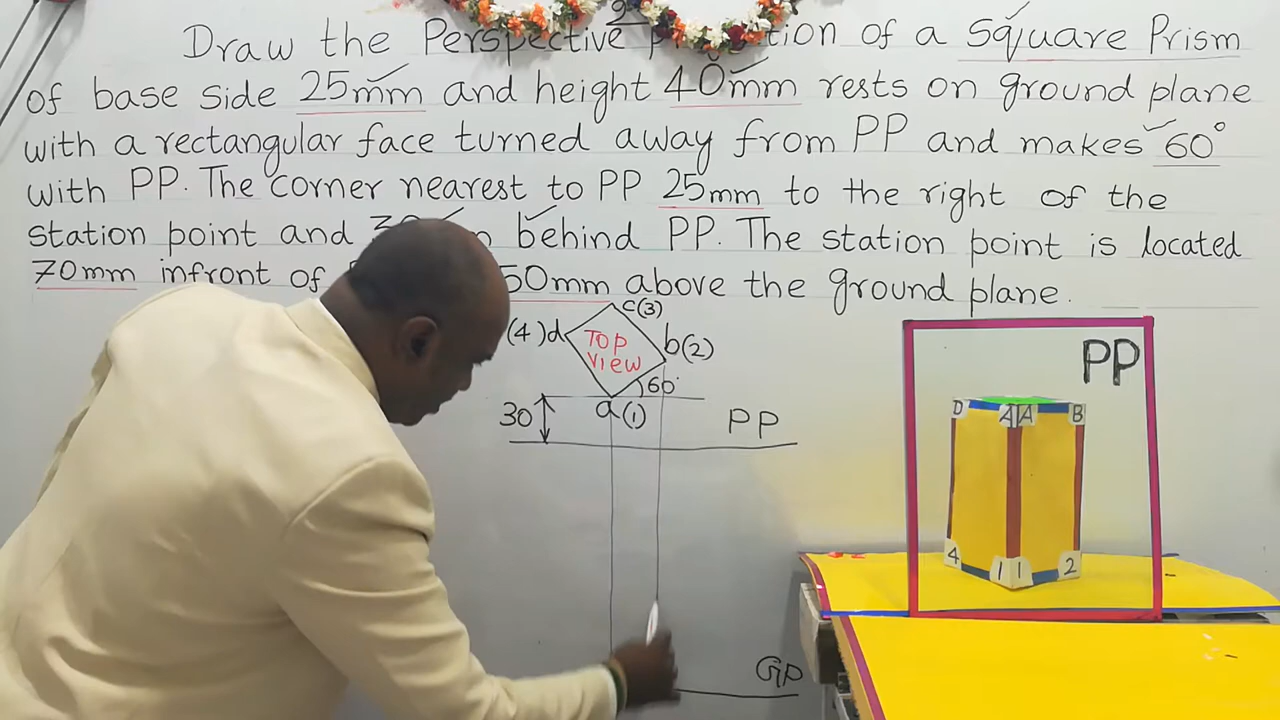 Draw the Perspective tion of a Square Prism
of base side 25mm and height 40mm rests on ground plane
with a rectangular face turned away from PP and makes 60°
with PP. The corner nearest to PP 25mm to the right of the
station point and behind PP. The station point is located
70mm infront of 50mm above the ground plane.
c(3)
(4)d
Top
View
b(2)
60°
30
a(1)
PP
GP
PP
D A A B
4 1 1 2